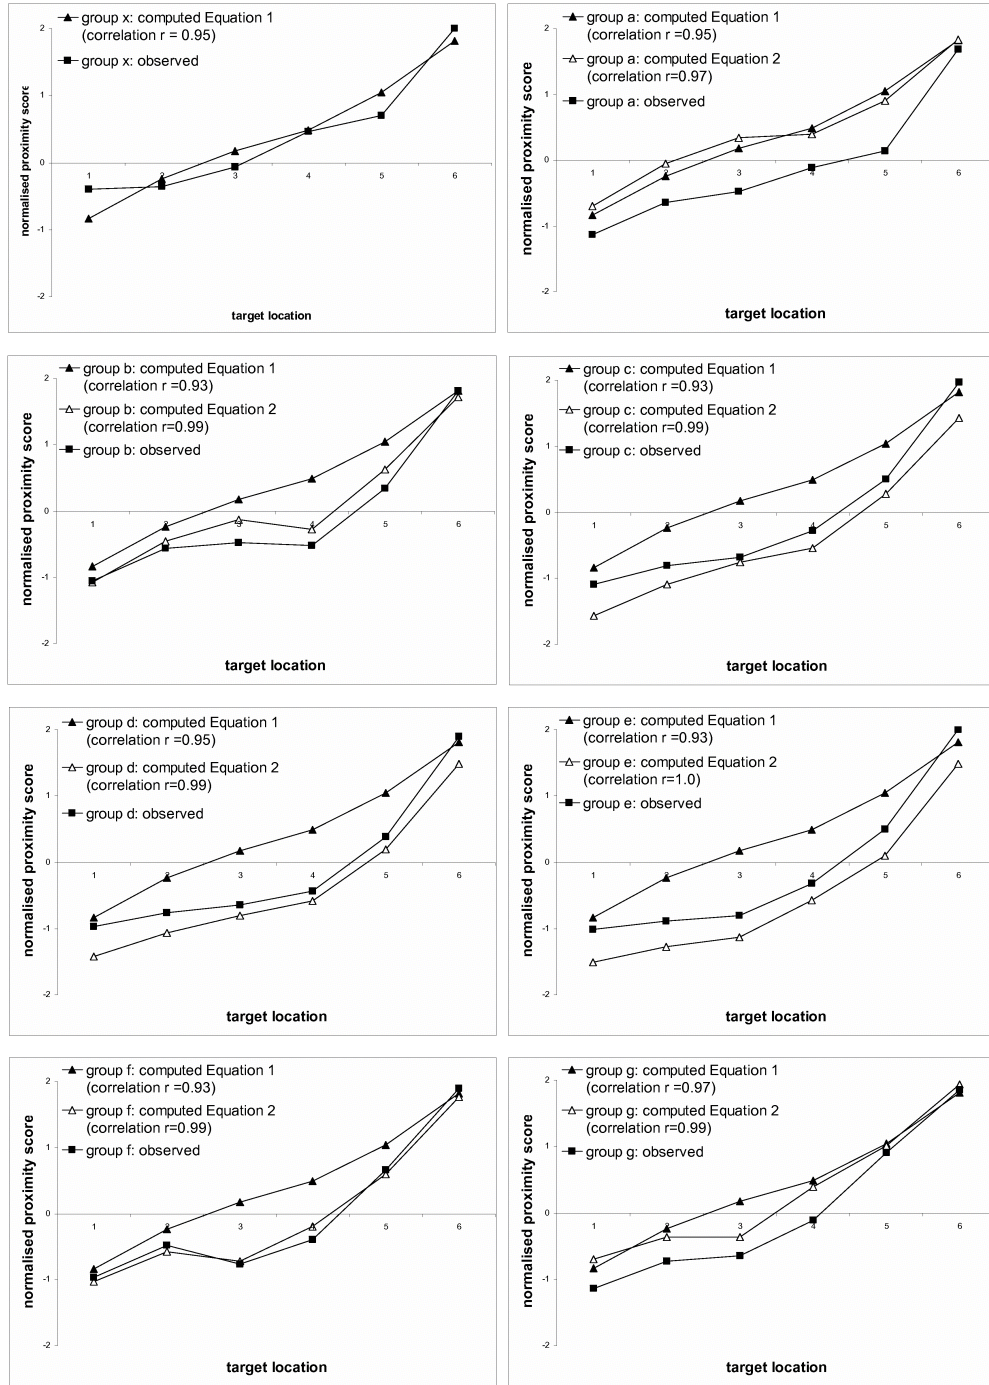 group x: computed Equation 1
(correlation r = 0.95)
group x: observed
normalised proximity score
2
1
0
-1
-2
1 2 3 4 5 6
target location
group a: computed Equation 1
(correlation r=0.95)
group a: computed Equation 2
(correlation r=0.97)
group a: observed
normalised proximity score
2
1
0
-1
-2
1 2 3 4 5 6
target location
group b: computed Equation 1
(correlation r =0.93)
group b: computed Equation 2
(correlation r=0.99)
group b: observed
normalised proximity score
2
1
0
-1
-2
1 2 3 4 5 6
target location
group c: computed Equation 1
(correlation r =0.93)
group c: computed Equation 2
(correlation r=0.99)
group c: observed
normalised proximity score
2
1
0
-1
-2
1 2 3 4 5 6
target location
group d: computed Equation 1
(correlation r =0.95)
group d: computed Equation 2
(correlation r=0.99)
group d: observed
normalised proximity score
2
1
0
-1
-2
1 2 3 4 5 6
target location
group e: computed Equation 1
(correlation r =0.93)
group e: computed Equation 2
(correlation r=1.0)
group e: observed
normalised proximity score
2
1
0
-1
-2
1 2 3 4 5 6
target location
group f: computed Equation 1
(correlation r =0.93)
group f: computed Equation 2
(correlation r=0.99)
group f: observed
normalised proximity score
2
1
0
-1
-2
1 2 3 4 5 6
target location
group g: computed Equation 1
(correlation r =0.97)
group g: computed Equation 2
(correlation r=0.99)
group g: observed
normalised proximity score
2
1
0
-1
-2
1 2 3 4 5 6
target location